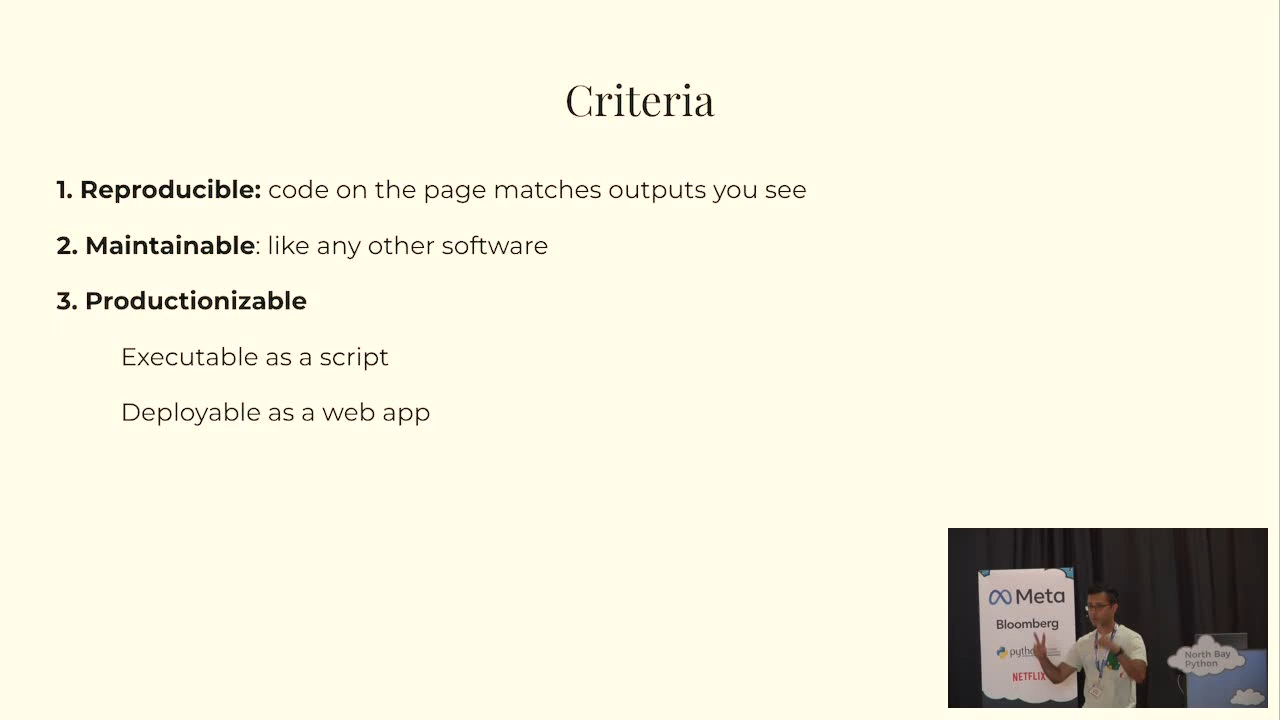 Criteria
1. Reproducible: code on the page matches outputs you see
2. Maintainable: like any other software
3. Productionizable
Executable as a script
Deployable as a web app
Meta
Bloomberg
pytho
NETFLIX
North Bay
Python